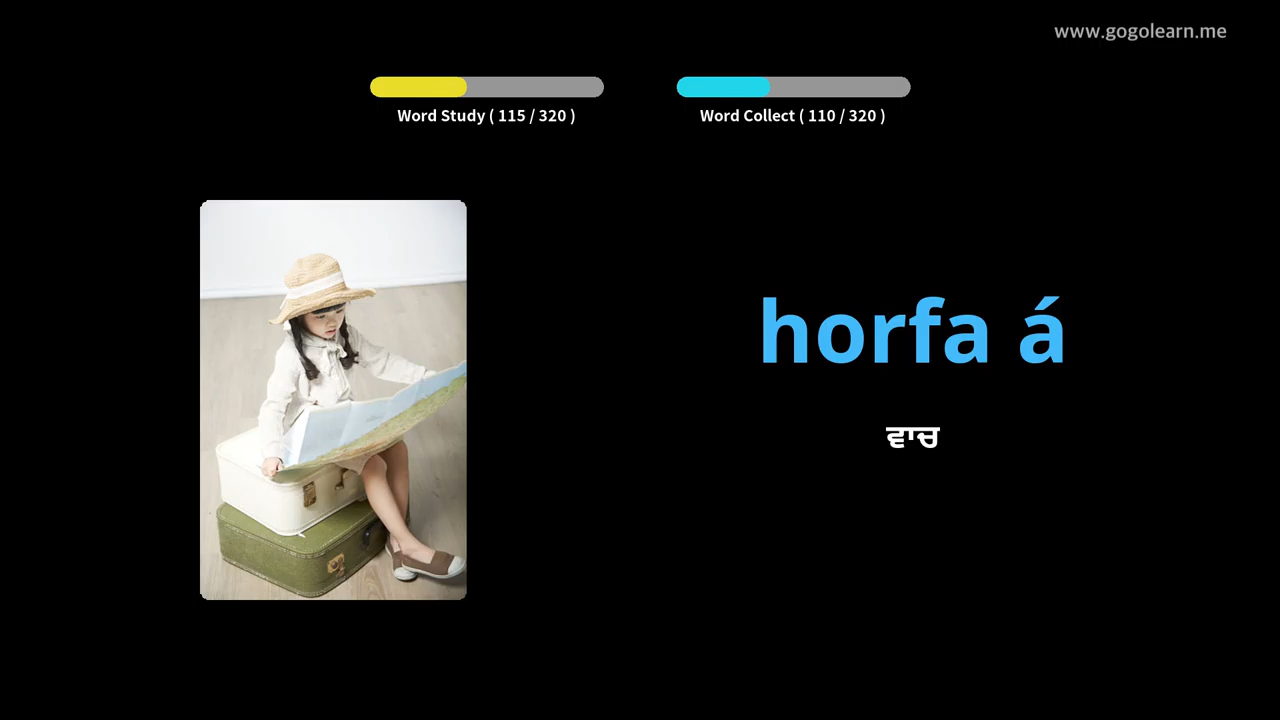 www.gogolearn.me
Word Study ( 115 / 320 )
Word Collect ( 110 / 320 )
horfa á
ਵਾਚ